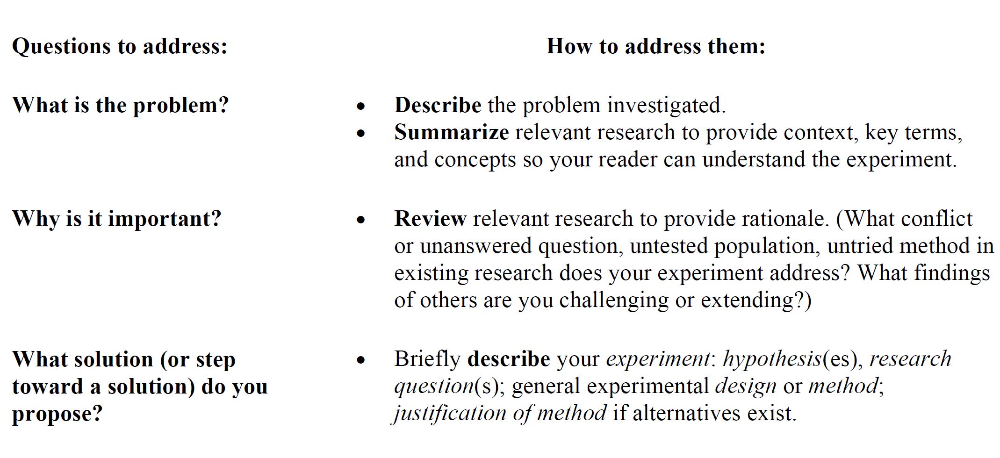 Questions to address: How to address them:
What is the problem? • Describe the problem investigated.
• Summarize relevant research to provide context, key terms,
and concepts so your reader can understand the experiment.
Why is it important? • Review relevant research to provide rationale. (What conflict
or unanswered question, untested population, untried method in
existing research does your experiment address? What findings
of others are you challenging or extending?)
What solution (or step • Briefly describe your experiment: hypothesis(es), research
toward a solution) do you question(s); general experimental design or method;
propose? justification of method if alternatives exist.